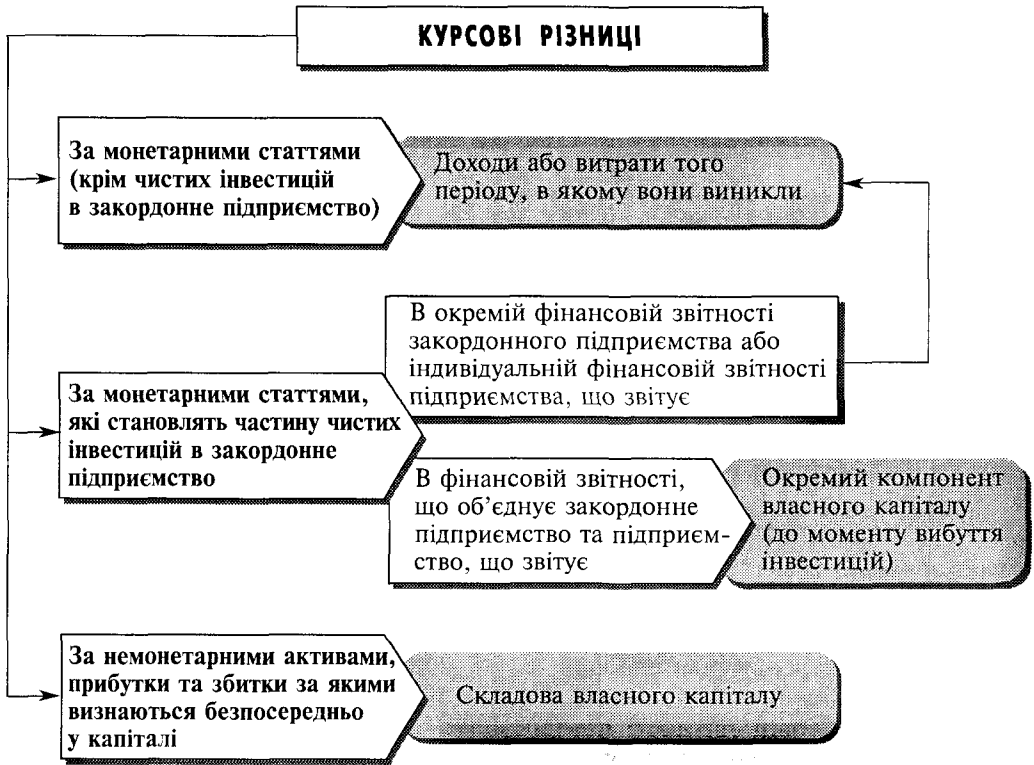 КУРСОВІ РІЗНИЦІ
За монетарними статтями
(крім чистих інвестицій
в закордонне підприємство)
Доходи або витрати того
періоду, в якому вони виникли
В окремій фінансовій звітності
закордонного підприємства або
індивідуальній фінансовій звітності
підприємства, що звітує
За монетарними статтями,
які становлять частину чистих
інвестицій в закордонне
підприємство
В фінансовій звітності,
що об’єднує закордонне
підприємство та підприєм-
ство, що звітує
Окремий компонент
власного капіталу
(до моменту вибуття
інвестицій)
За немонетарними активами,
прибутки та збитки за якими
визнаються безпосередньо
у капіталі
Складова власного капіталу